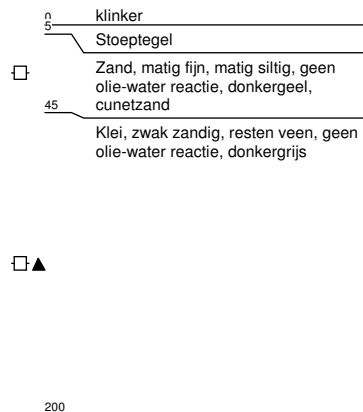 0 klinker
5
Stoeptegel
Zand, matig fijn, matig siltig, geen
olie-water reactie, donkergeel,
45 cunetzand
Klei, zwak zandig, resten veen, geen
olie-water reactie, donkergrijs
200